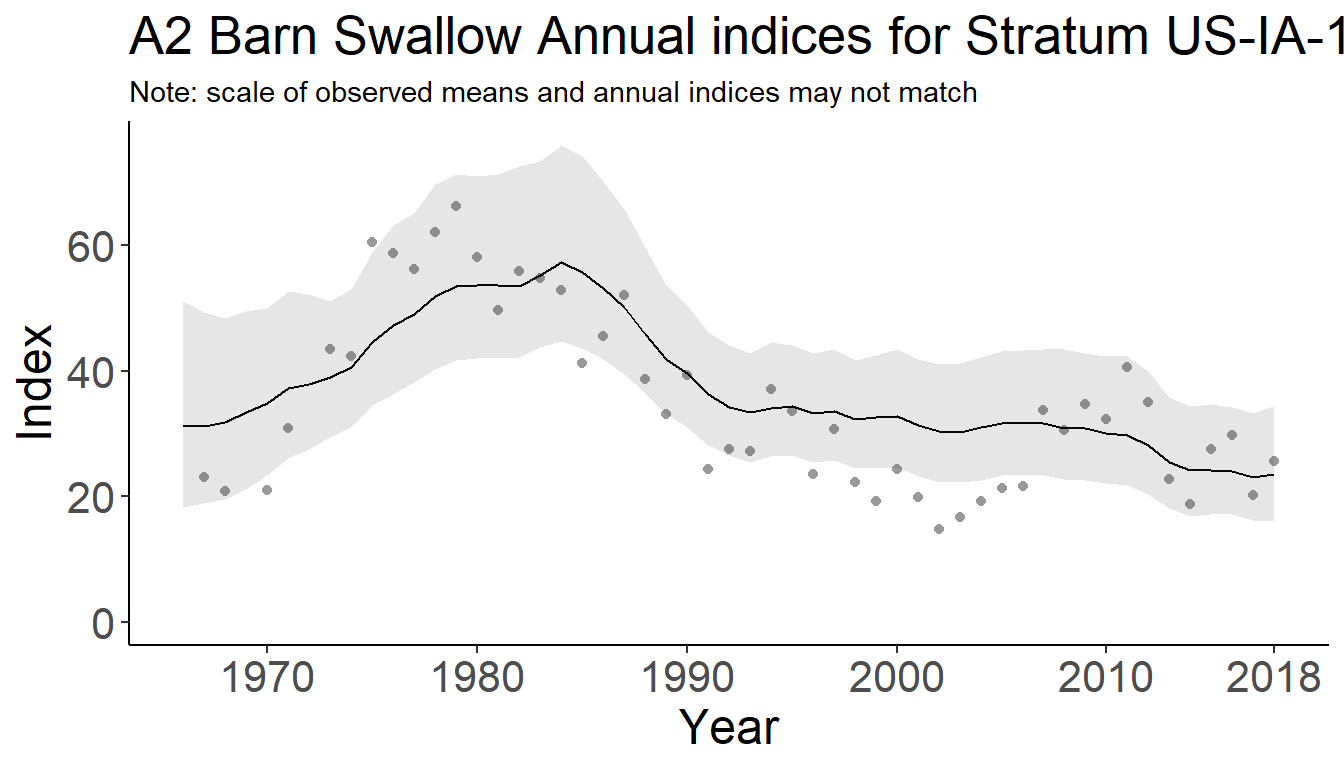 A2 Barn Swallow Annual indices for Stratum US-IA-1
Note: scale of observed means and annual indices may not match
Index
60
40
20
0
1970 1980 1990 2000 2010 2018
Year